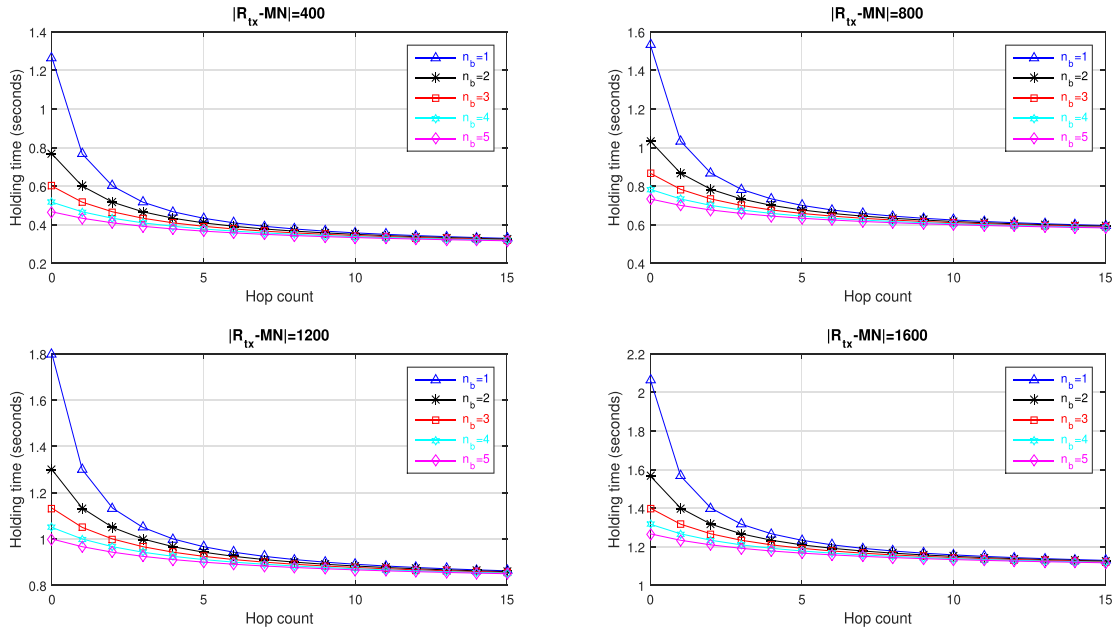 |R_tx-MN|=400
1.4
1.2
1
0.8
0.6
0.4
0.2
Holding time (seconds)
0 5 10 15
Hop count
n_b=1
n_b=2
n_b=3
n_b=4
n_b=5
|R_tx-MN|=800
1.6
1.4
1.2
1
0.8
0.6
0.4
Holding time (seconds)
0 5 10 15
Hop count
n_b=1
n_b=2
n_b=3
n_b=4
n_b=5
|R_tx-MN|=1200
1.8
1.6
1.4
1.2
1
0.8
Holding time (seconds)
0 5 10 15
Hop count
n_b=1
n_b=2
n_b=3
n_b=4
n_b=5
|R_tx-MN|=1600
2.2
2
1.8
1.6
1.4
1.2
1
Holding time (seconds)
0 5 10 15
Hop count
n_b=1
n_b=2
n_b=3
n_b=4
n_b=5